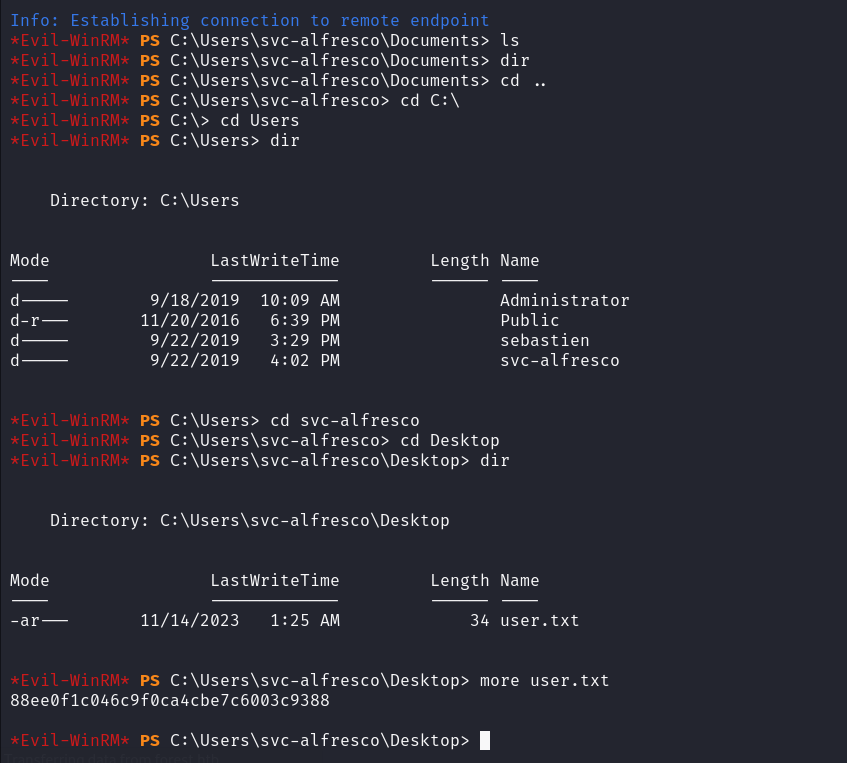 Info: Establishing connection to remote endpoint
*Evil-WinRM* PS C:\Users\svc-alfresco\Documents> ls
*Evil-WinRM* PS C:\Users\svc-alfresco\Documents> dir
*Evil-WinRM* PS C:\Users\svc-alfresco\Documents> cd ..
*Evil-WinRM* PS C:\Users\svc-alfresco> cd C:\
*Evil-WinRM* PS C:\> cd Users
*Evil-WinRM* PS C:\Users> dir
Directory: C:\Users
Mode                LastWriteTime         Length Name
----                -------------         ------ ----
d-----        9/18/2019  10:09 AM                Administrator
d-r---       11/20/2016   6:39 PM                Public
d-----        9/22/2019   3:29 PM                sebastien
d-----        9/22/2019   4:02 PM                svc-alfresco
*Evil-WinRM* PS C:\Users> cd svc-alfresco
*Evil-WinRM* PS C:\Users\svc-alfresco> cd Desktop
*Evil-WinRM* PS C:\Users\svc-alfresco\Desktop> dir
Directory: C:\Users\svc-alfresco\Desktop
Mode                LastWriteTime         Length Name
----                -------------         ------ ----
-ar---       11/14/2023   1:25 AM             34 user.txt
*Evil-WinRM* PS C:\Users\svc-alfresco\Desktop> more user.txt
88ee0f1c046c9f0ca4cbe7c6003c9388
*Evil-WinRM* PS C:\Users\svc-alfresco\Desktop>